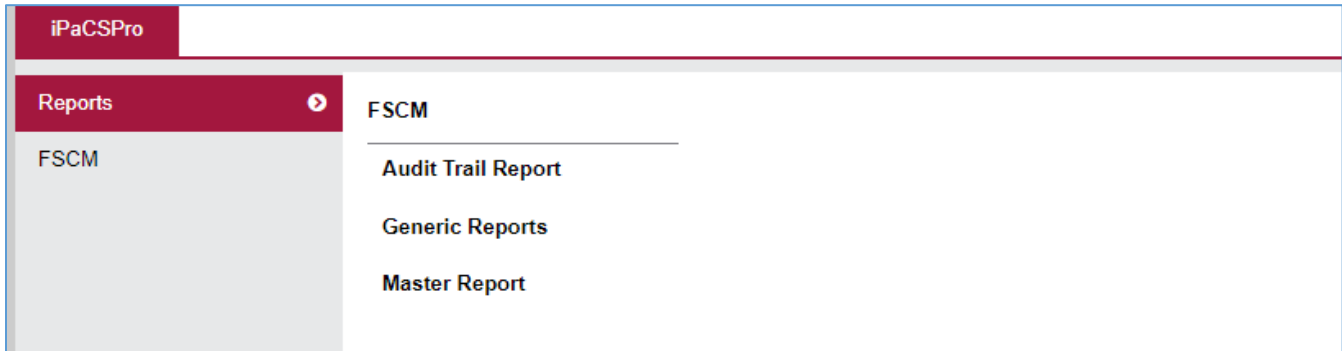 iPaCSPro
Reports
FSCM
FSCM
Audit Trail Report
Generic Reports
Master Report